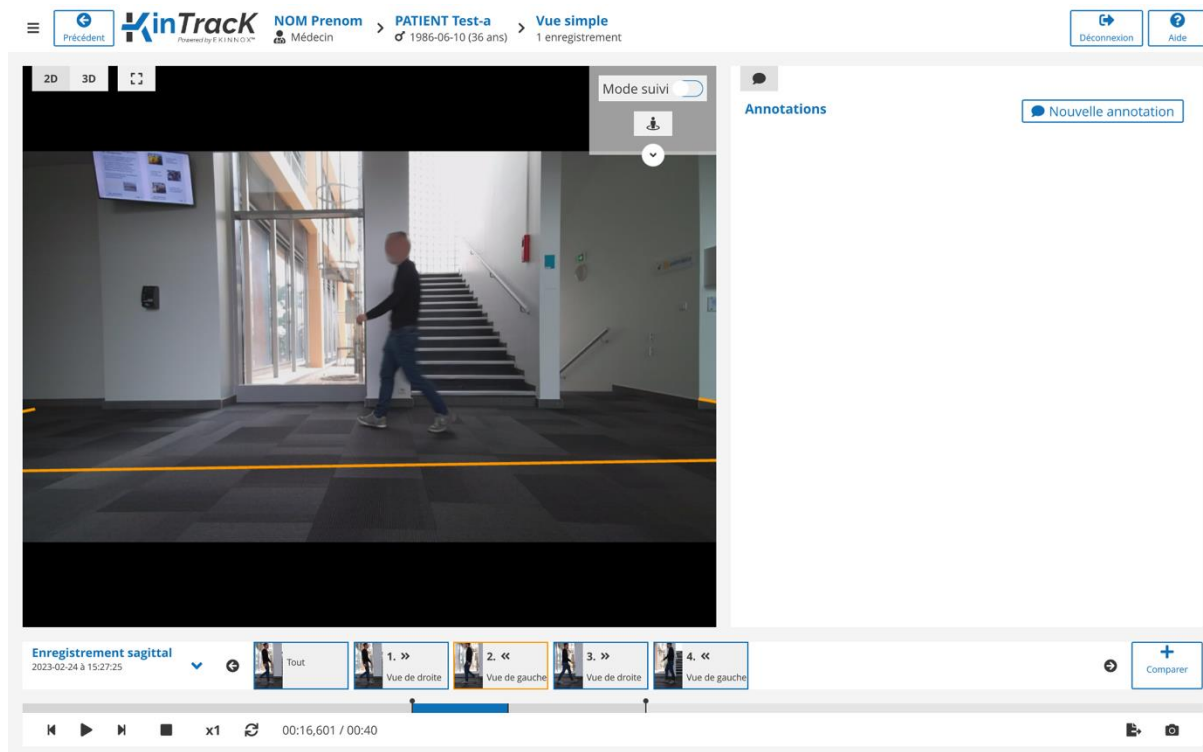 Précédent
KinTracK
Powered by EKINNOX™
NOM Prenom
Médecin
PATIENT Test-a
1986-06-10 (36 ans)
Vue simple
1 enregistrement
Déconnexion
Aide
2D
3D
Mode suivi
Annotations
Nouvelle annotation
Enregistrement sagittal
2023-02-24 à 15:27:25
Tout
1. »
Vue de droite
2. «
Vue de gauche
3. »
Vue de droite
4. «
Vue de gauche
Comparer
x1
00:16,601 / 00:40